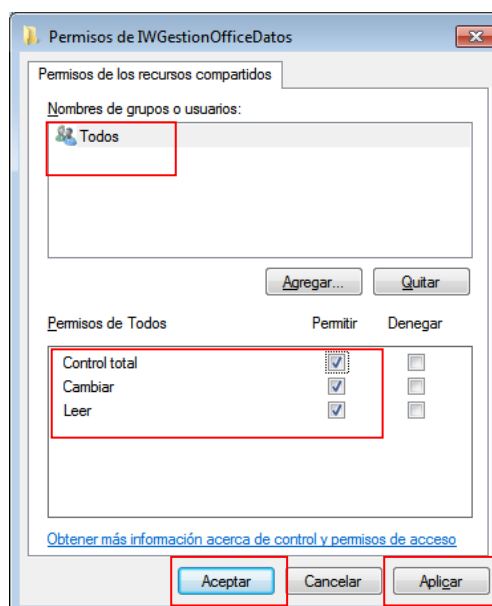 Permisos de IWGestionOfficeDatos
Permisos de los recursos compartidos
Nombres de grupos o usuarios:
Todos
Agregar... Quitar
Permisos de Todos Permitir Denegar
Control total
Cambiar
Leer
Obtener más información acerca de control y permisos de acceso
Aceptar Cancelar Aplicar